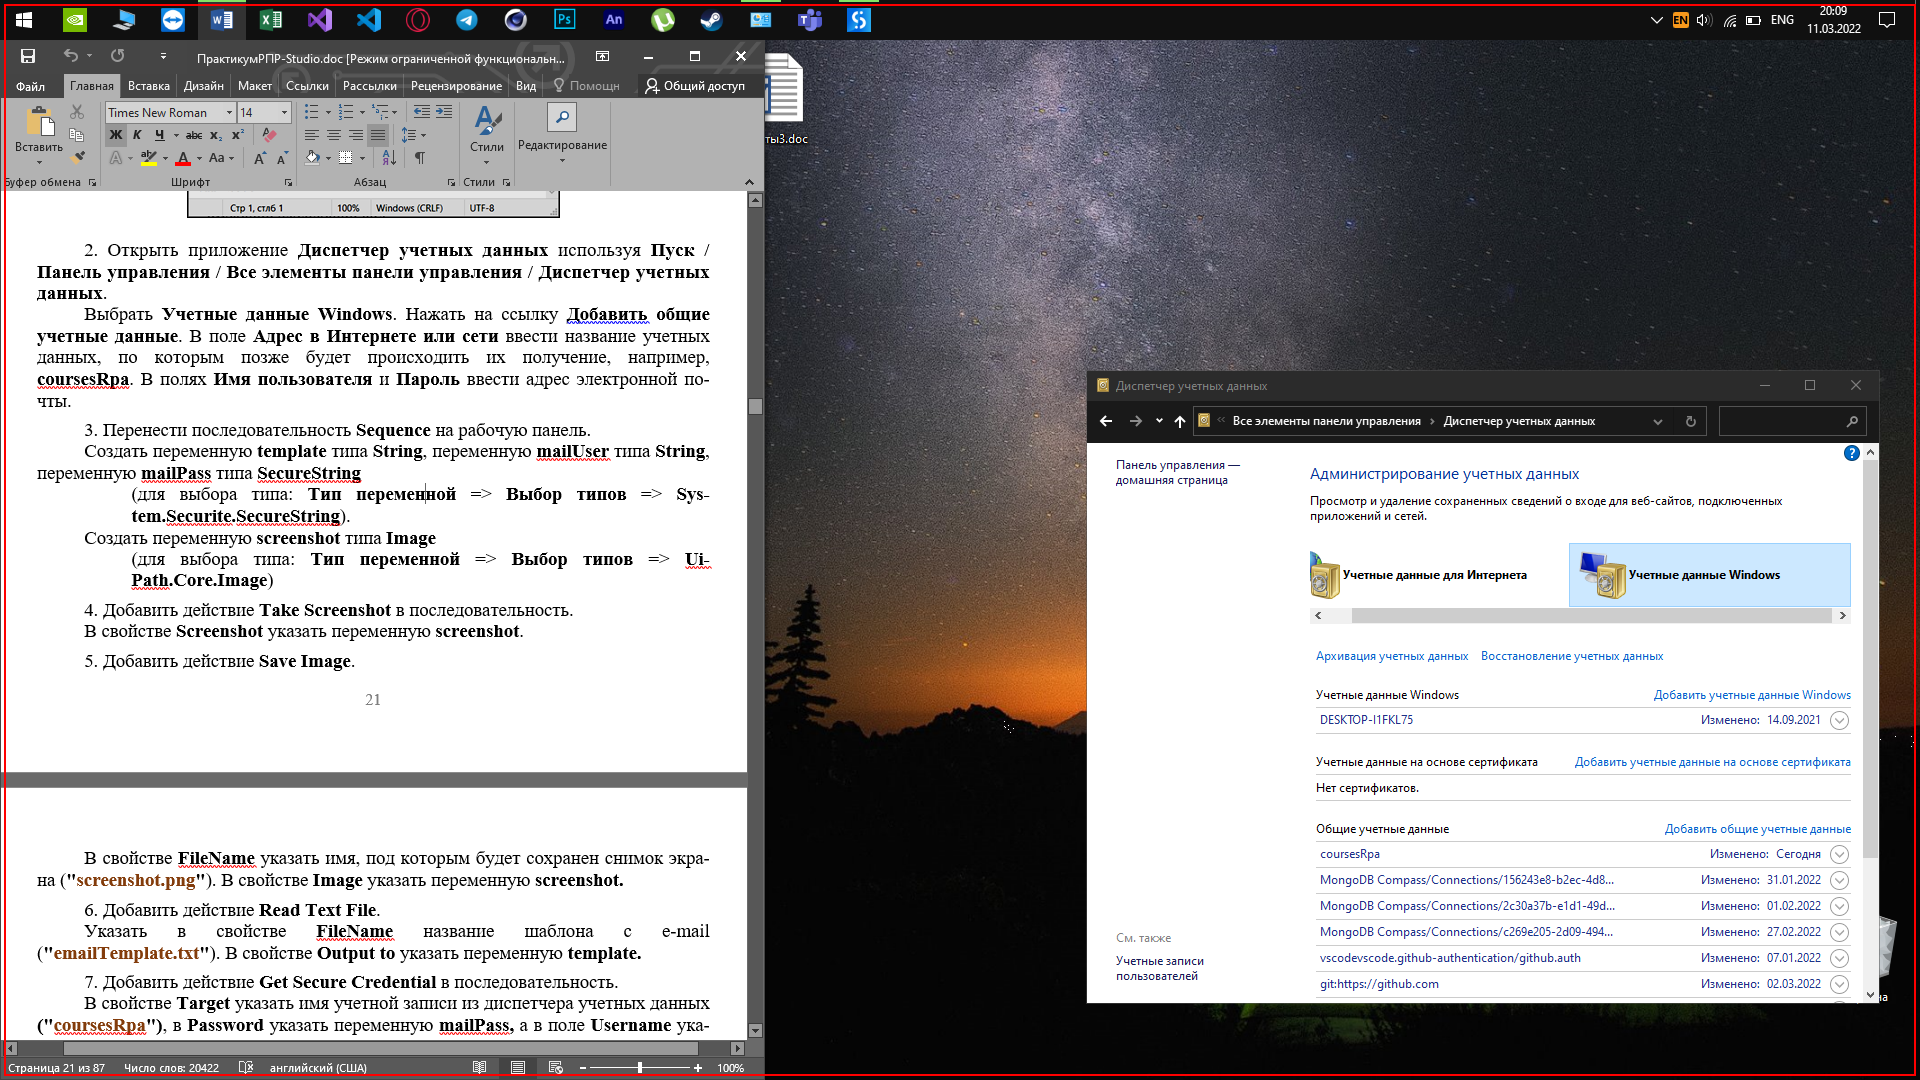 EN
ENG
20:09
11.03.2022
Ps
An
ПрактикумРПР-Studio.doc [Режим ограниченной функциональн...
Файл
Главная
Вставка
Дизайн
Макет
Ссылки
Рассылки
Рецензирование
Вид
Помощн
Общий доступ
Times New Roman
14
Вставить
Ж К Ч abc x₂ x²
Aa
Стили
Редактирование
Буфер обмена
Шрифт
Абзац
Стили
Стр 1, стлб 1
100%
Windows (CRLF)
UTF-8
2. Открыть приложение Диспетчер учетных данных используя Пуск /
Панель управления / Все элементы панели управления / Диспетчер учетных
данных.
Выбрать Учетные данные Windows. Нажать на ссылку Добавить общие
учетные данные. В поле Адрес в Интернете или сети ввести название учетных
данных, по которым позже будет происходить их получение, например,
coursesRpa. В полях Имя пользователя и Пароль ввести адрес электронной по-
чты.
3. Перенести последовательность Sequence на рабочую панель.
Создать переменную template типа String, переменную mailUser типа String,
переменную mailPass типа SecureString
(для выбора типа: Тип переменной => Выбор типов => Sys-
tem.Securite.SecureString).
Создать переменную screenshot типа Image
(для выбора типа: Тип переменной => Выбор типов => Ui-
Path.Core.Image)
4. Добавить действие Take Screenshot в последовательность.
В свойстве Screenshot указать переменную screenshot.
5. Добавить действие Save Image.
21
В свойстве FileName указать имя, под которым будет сохранен снимок экра-
на ("screenshot.png"). В свойстве Image указать переменную screenshot.
6. Добавить действие Read Text File.
Указать в свойстве FileName название шаблона с e-mail
("emailTemplate.txt"). В свойстве Output to указать переменную template.
7. Добавить действие Get Secure Credential в последовательность.
В свойстве Target указать имя учетной записи из диспетчера учетных данных
("coursesRpa"), в Password указать переменную mailPass, а в поле Username ука-
Страница 21 из 87
Число слов: 20422
английский (США)
100%
ты3.doc
Диспетчер учетных данных
Все элементы панели управления
Диспетчер учетных данных
Панель управления —
домашняя страница
Администрирование учетных данных
Просмотр и удаление сохраненных сведений о входе для веб-сайтов, подключенных
приложений и сетей.
Учетные данные для Интернета
Учетные данные Windows
Архивация учетных данных
Восстановление учетных данных
Учетные данные Windows
Добавить учетные данные Windows
DESKTOP-I1FKL75
Изменено: 14.09.2021
Учетные данные на основе сертификата
Добавить учетные данные на основе сертификата
Нет сертификатов.
Общие учетные данные
Добавить общие учетные данные
coursesRpa
Изменено: Сегодня
MongoDB Compass/Connections/156243e8-b2ec-4d8...
Изменено: 31.01.2022
MongoDB Compass/Connections/2c30a37b-e1d1-49d...
Изменено: 01.02.2022
MongoDB Compass/Connections/c269e205-2d09-494...
Изменено: 27.02.2022
vscodevscode.github-authentication/github.auth
Изменено: 07.01.2022
git:https://github.com
Изменено: 02.03.2022
См. также
Учетные записи
пользователей
на